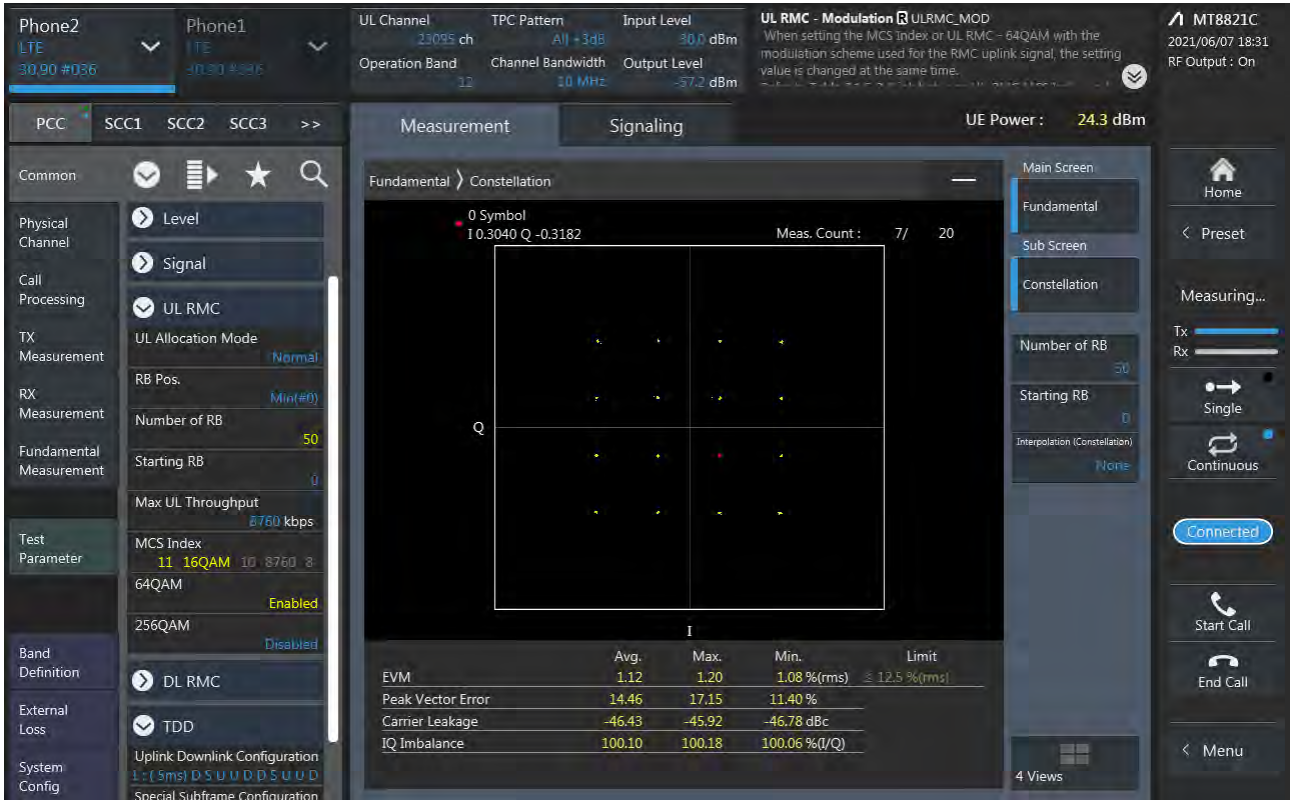 Phone2
LTE
30.90 #036
Phone1
LTE
UL Channel
23095 ch
Operation Band
12
TPC Pattern
All +3dB
Channel Bandwidth
10 MHz
Input Level
30.0 dBm
Output Level
-57.2 dBm
UL RMC - Modulation R ULRMC_MOD
When setting the MCS Index or UL RMC - 64QAM with the
modulation scheme used for the RMC uplink signal, the setting
value is changed at the same time.
MT8821C
2021/06/07 18:31
RF Output : On
PCC SCC1 SCC2 SCC3 >>
Measurement Signaling
UE Power : 24.3 dBm
Common
Physical
Channel
Call
Processing
TX
Measurement
RX
Measurement
Fundamental
Measurement
Test
Parameter
Band
Definition
External
Loss
System
Config
Level
Signal
UL RMC
UL Allocation Mode
Normal
RB Pos.
Min(#0)
Number of RB
50
Starting RB
0
Max UL Throughput
8760 kbps
MCS Index
11 16QAM 10 8760 8
64QAM
Enabled
256QAM
Disabled
DL RMC
TDD
Uplink Downlink Configuration
1 : ( 5ms) D S U U D D S U U D
Special Subframe Configuration
Fundamental 〉 Constellation
0 Symbol
I 0.3040 Q -0.3182
Meas. Count : 7/ 20
Q
I
Avg. Max. Min. Limit
EVM 1.12 1.20 1.08 %(rms) ≤ 12.5 %(rms)
Peak Vector Error 14.46 17.15 11.40 %
Carrier Leakage -46.43 -45.92 -46.78 dBc
IQ Imbalance 100.10 100.18 100.06 %(I/Q)
Main Screen
Fundamental
Sub Screen
Constellation
Number of RB
50
Starting RB
0
Interpolation (Constellation)
None
4 Views
Home
< Preset
Measuring...
Tx
Rx
Single
Continuous
Connected
Start Call
End Call
< Menu